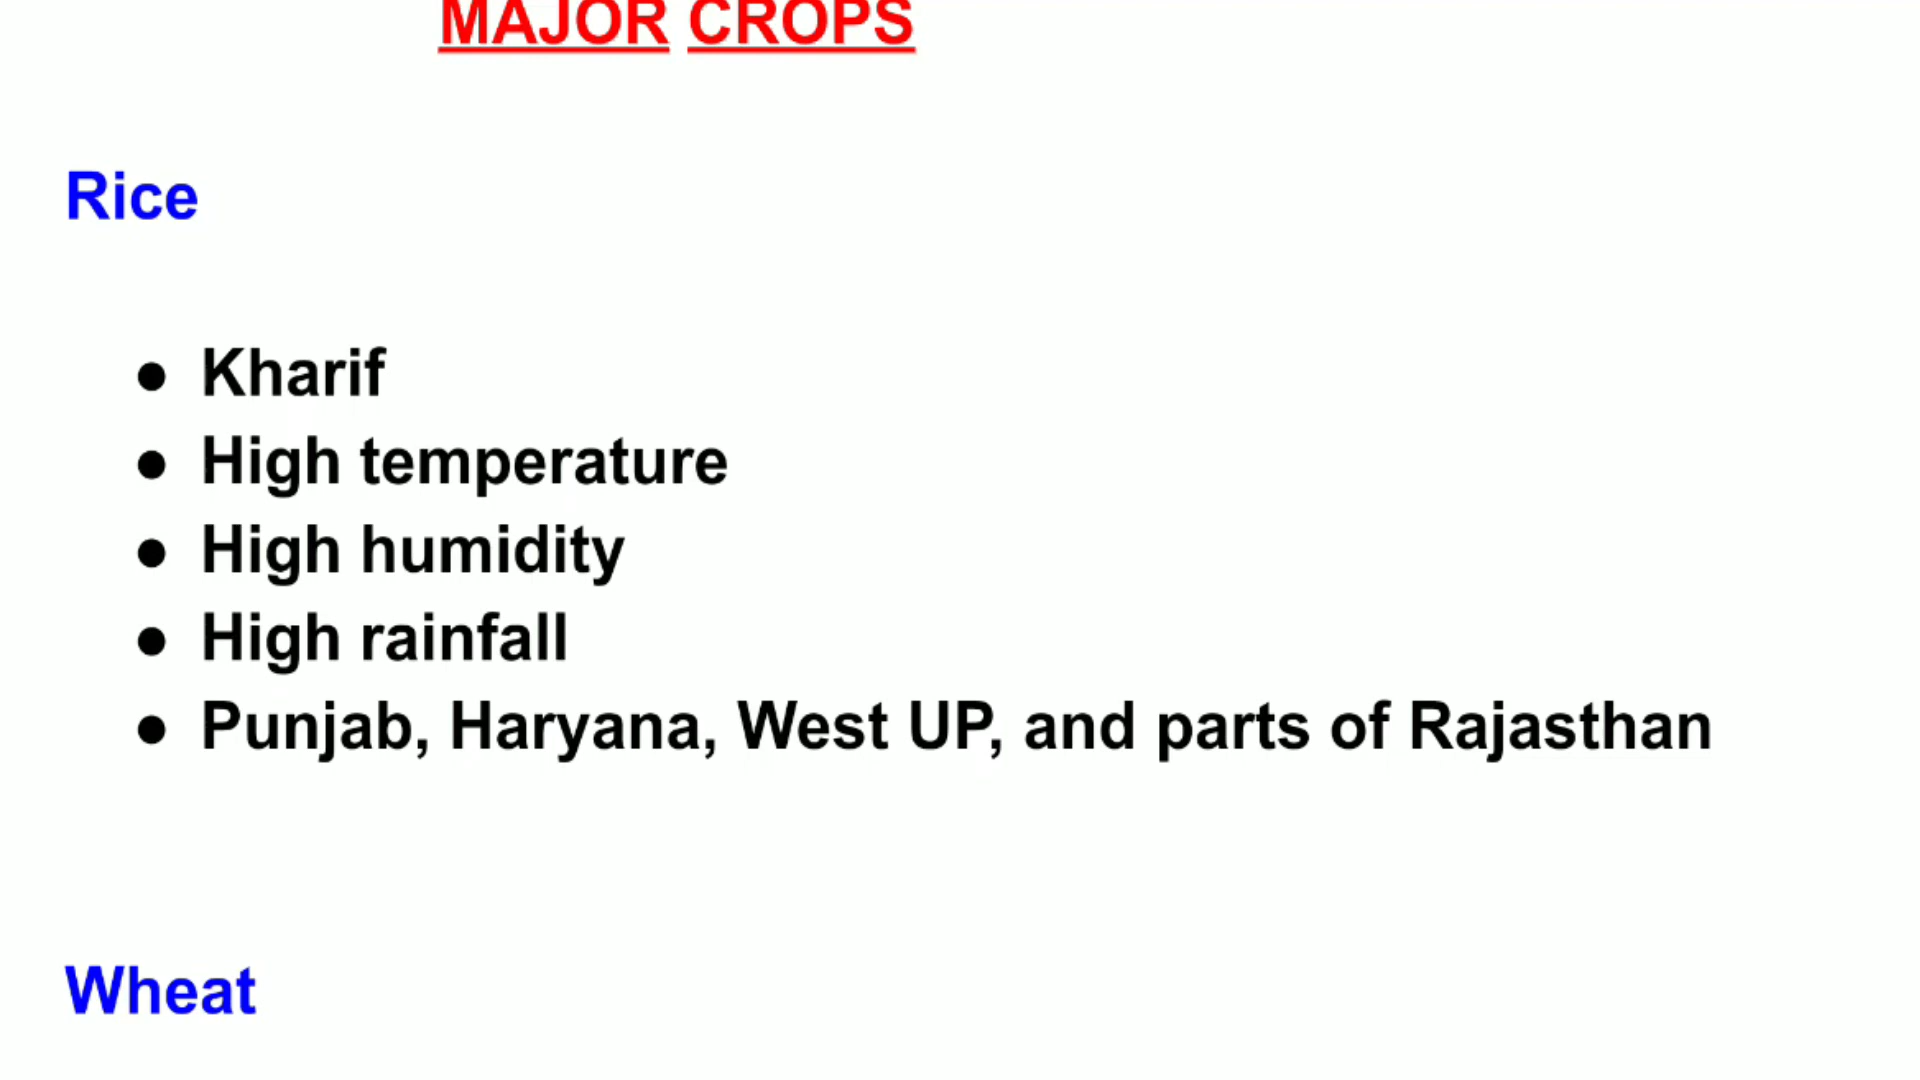 MAJOR CROPS
Rice
● Kharif
● High temperature
● High humidity
● High rainfall
● Punjab, Haryana, West UP, and parts of Rajasthan
Wheat